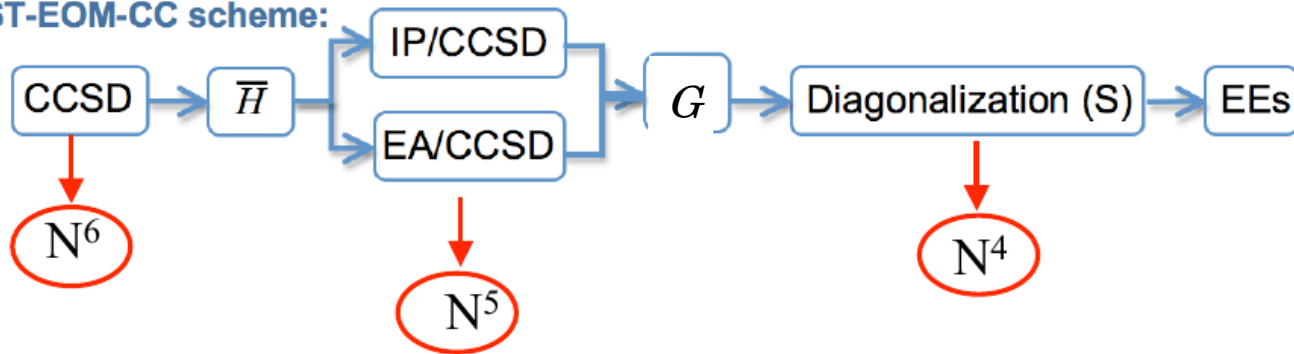 ST-EOM-CC scheme:
IP/CCSD
CCSD
H̅
G
Diagonalization (S)
EEs
EA/CCSD
N⁶
N⁵
N⁴